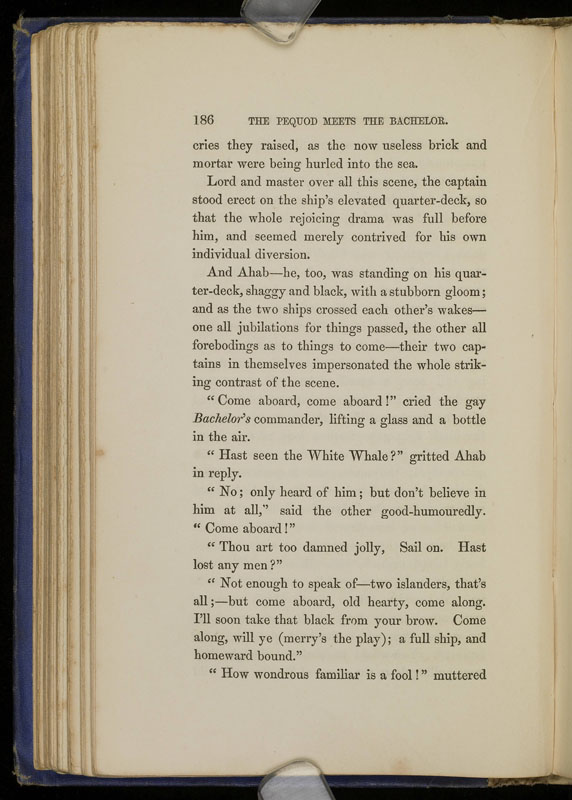 186 THE PEQUOD MEETS THE BACHELOR.
cries they raised, as the now useless brick and
mortar were being hurled into the sea.
Lord and master over all this scene, the captain
stood erect on the ship's elevated quarter-deck, so
that the whole rejoicing drama was full before
him, and seemed merely contrived for his own
individual diversion.
And Ahab—he, too, was standing on his quar-
ter-deck, shaggy and black, with a stubborn gloom;
and as the two ships crossed each other's wakes—
one all jubilations for things passed, the other all
forebodings as to things to come—their two cap-
tains in themselves impersonated the whole strik-
ing contrast of the scene.
"Come aboard, come aboard!" cried the gay
Bachelor's commander, lifting a glass and a bottle
in the air.
"Hast seen the White Whale?" gritted Ahab
in reply.
"No; only heard of him; but don't believe in
him at all," said the other good-humouredly.
"Come aboard!"
"Thou art too damned jolly, Sail on. Hast
lost any men?"
"Not enough to speak of—two islanders, that's
all;—but come aboard, old hearty, come along.
I'll soon take that black from your brow. Come
along, will ye (merry's the play); a full ship, and
homeward bound."
"How wondrous familiar is a fool!" muttered